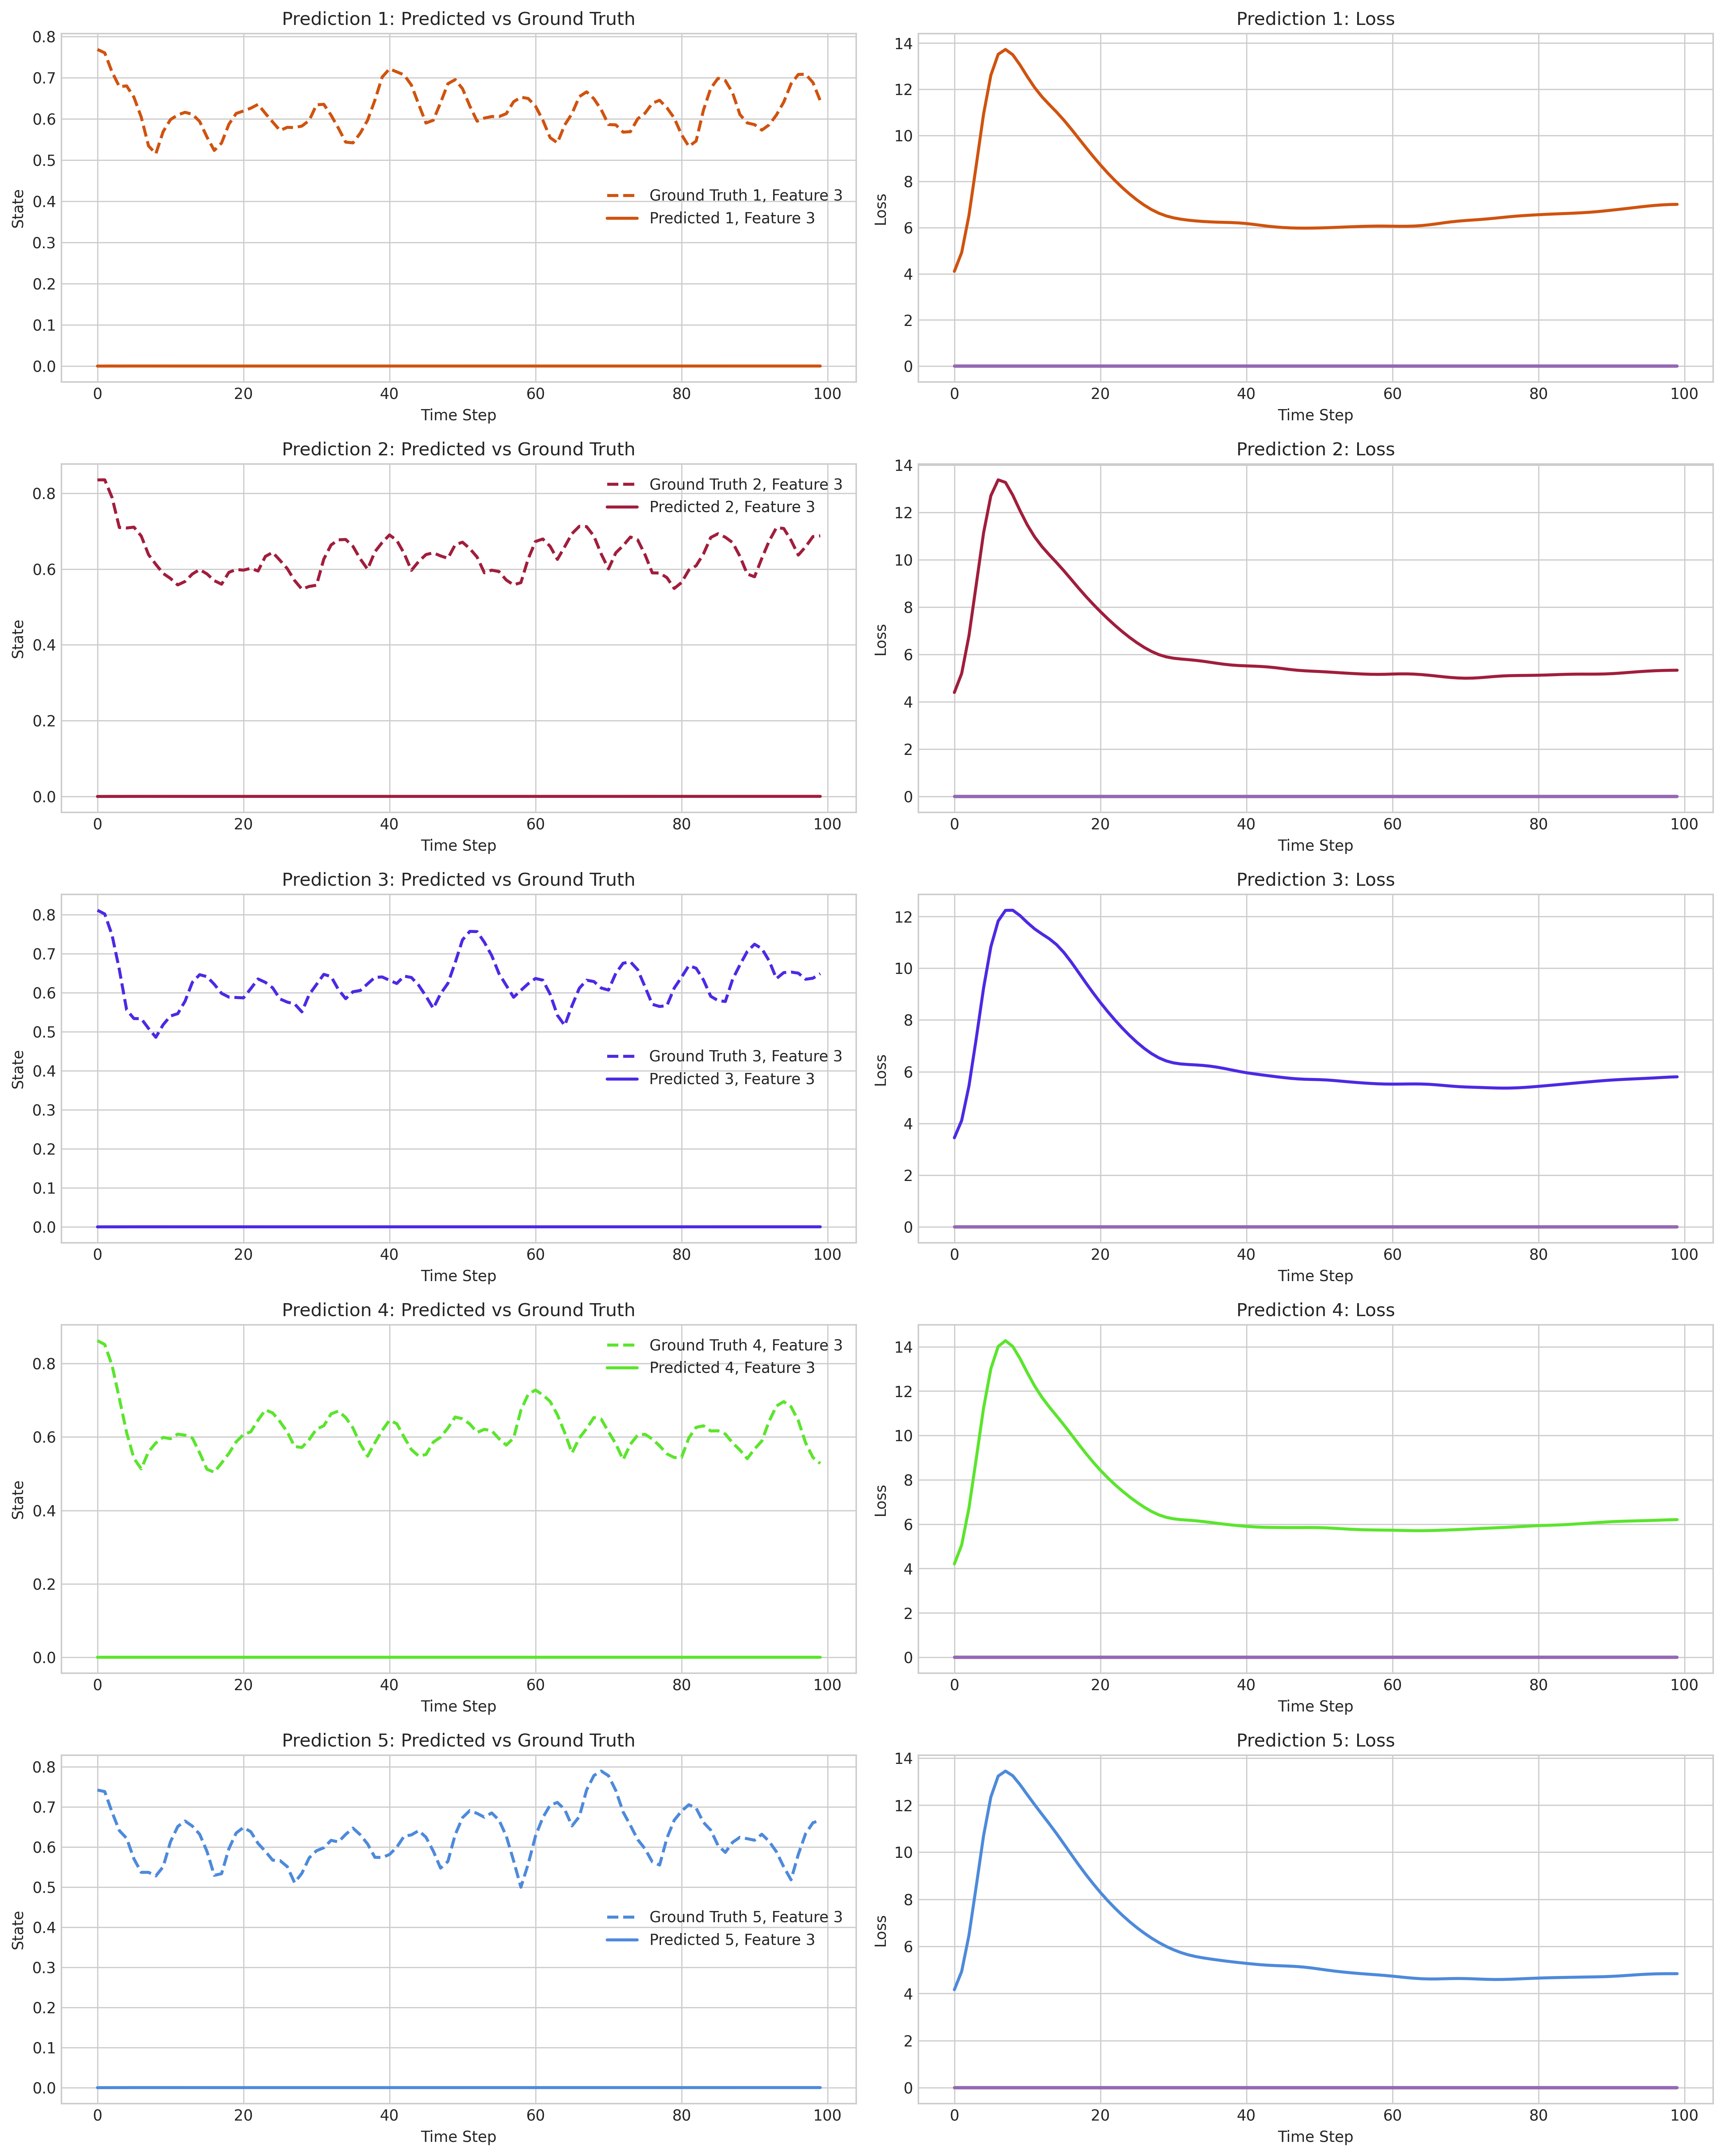 Prediction 1: Predicted vs Ground Truth
State
0.8
0.7
0.6
0.5
0.4
0.3
0.2
0.1
0.0
Ground Truth 1, Feature 3
Predicted 1, Feature 3
0 20 40 60 80 100
Time Step
Prediction 1: Loss
Loss
14
12
10
8
6
4
2
0
0 20 40 60 80 100
Time Step
Prediction 2: Predicted vs Ground Truth
State
0.8
0.6
0.4
0.2
0.0
Ground Truth 2, Feature 3
Predicted 2, Feature 3
0 20 40 60 80 100
Time Step
Prediction 2: Loss
Loss
14
12
10
8
6
4
2
0
0 20 40 60 80 100
Time Step
Prediction 3: Predicted vs Ground Truth
State
0.8
0.7
0.6
0.5
0.4
0.3
0.2
0.1
0.0
Ground Truth 3, Feature 3
Predicted 3, Feature 3
0 20 40 60 80 100
Time Step
Prediction 3: Loss
Loss
12
10
8
6
4
2
0
0 20 40 60 80 100
Time Step
Prediction 4: Predicted vs Ground Truth
State
0.8
0.6
0.4
0.2
0.0
Ground Truth 4, Feature 3
Predicted 4, Feature 3
0 20 40 60 80 100
Time Step
Prediction 4: Loss
Loss
14
12
10
8
6
4
2
0
0 20 40 60 80 100
Time Step
Prediction 5: Predicted vs Ground Truth
State
0.8
0.7
0.6
0.5
0.4
0.3
0.2
0.1
0.0
Ground Truth 5, Feature 3
Predicted 5, Feature 3
0 20 40 60 80 100
Time Step
Prediction 5: Loss
Loss
14
12
10
8
6
4
2
0
0 20 40 60 80 100
Time Step